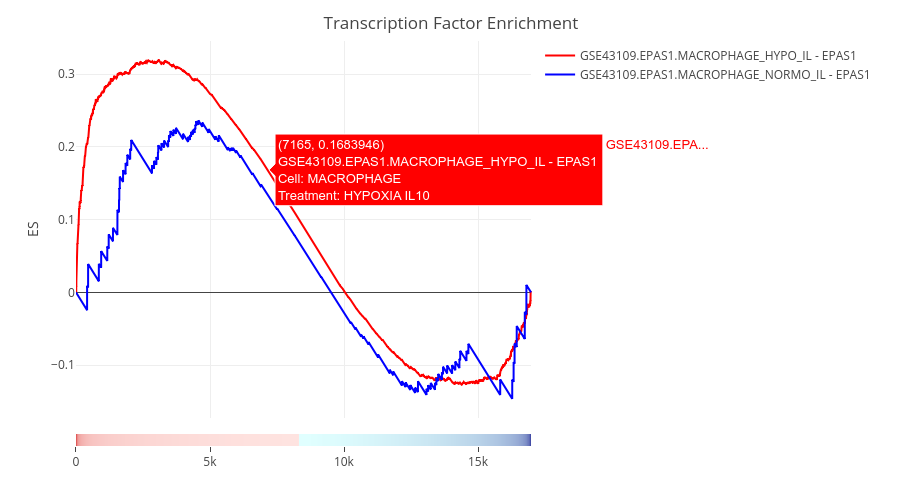 Transcription Factor Enrichment
GSE43109.EPAS1.MACROPHAGE_HYPO_IL - EPAS1
GSE43109.EPAS1.MACROPHAGE_NORMO_IL - EPAS1
0.3
0.2
0.1
0
−0.1
ES
(7165, 0.1683946)
GSE43109.EPAS1.MACROPHAGE_HYPO_IL - EPAS1
Cell: MACROPHAGE
Treatment: HYPOXIA IL10
GSE43109.EPA...
0
5k
10k
15k